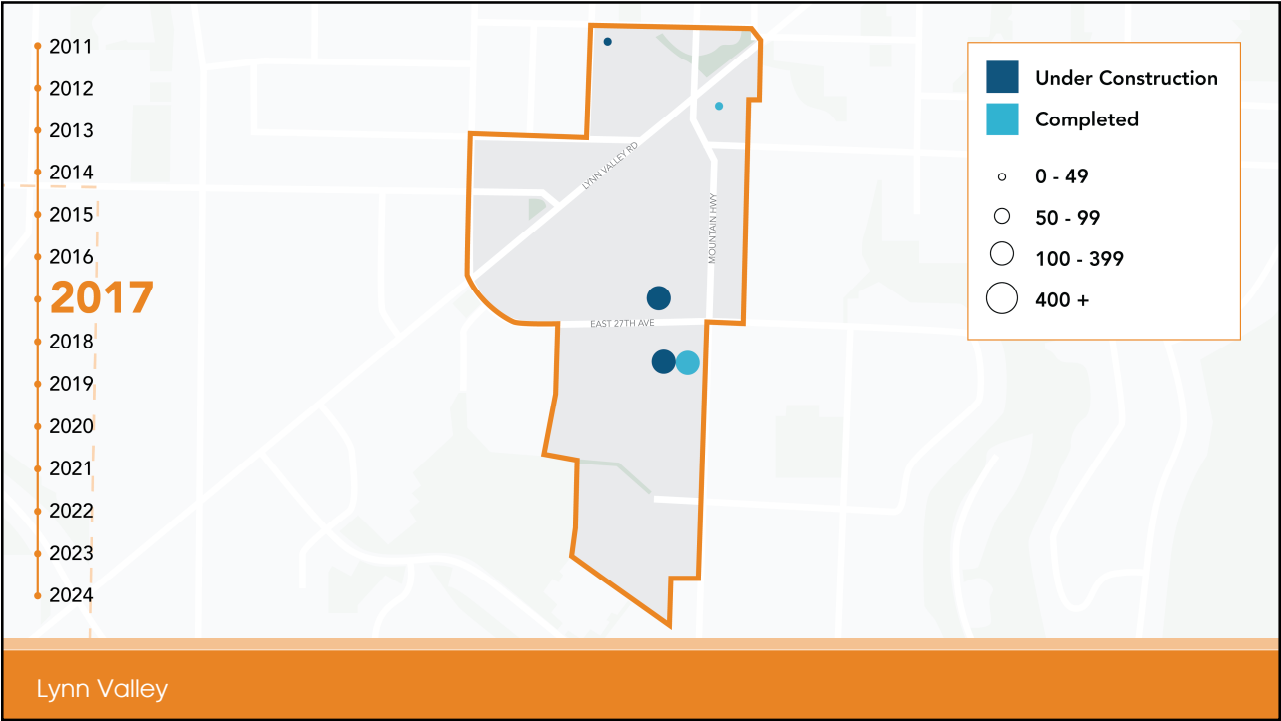 2011
2012
2013
2014
2015
2016
2017
2018
2019
2020
2021
2022
2023
2024
LYNN VALLEY RD
MOUNTAIN HWY
EAST 27TH AVE
Under Construction
Completed
0 - 49
50 - 99
100 - 399
400 +
Lynn Valley